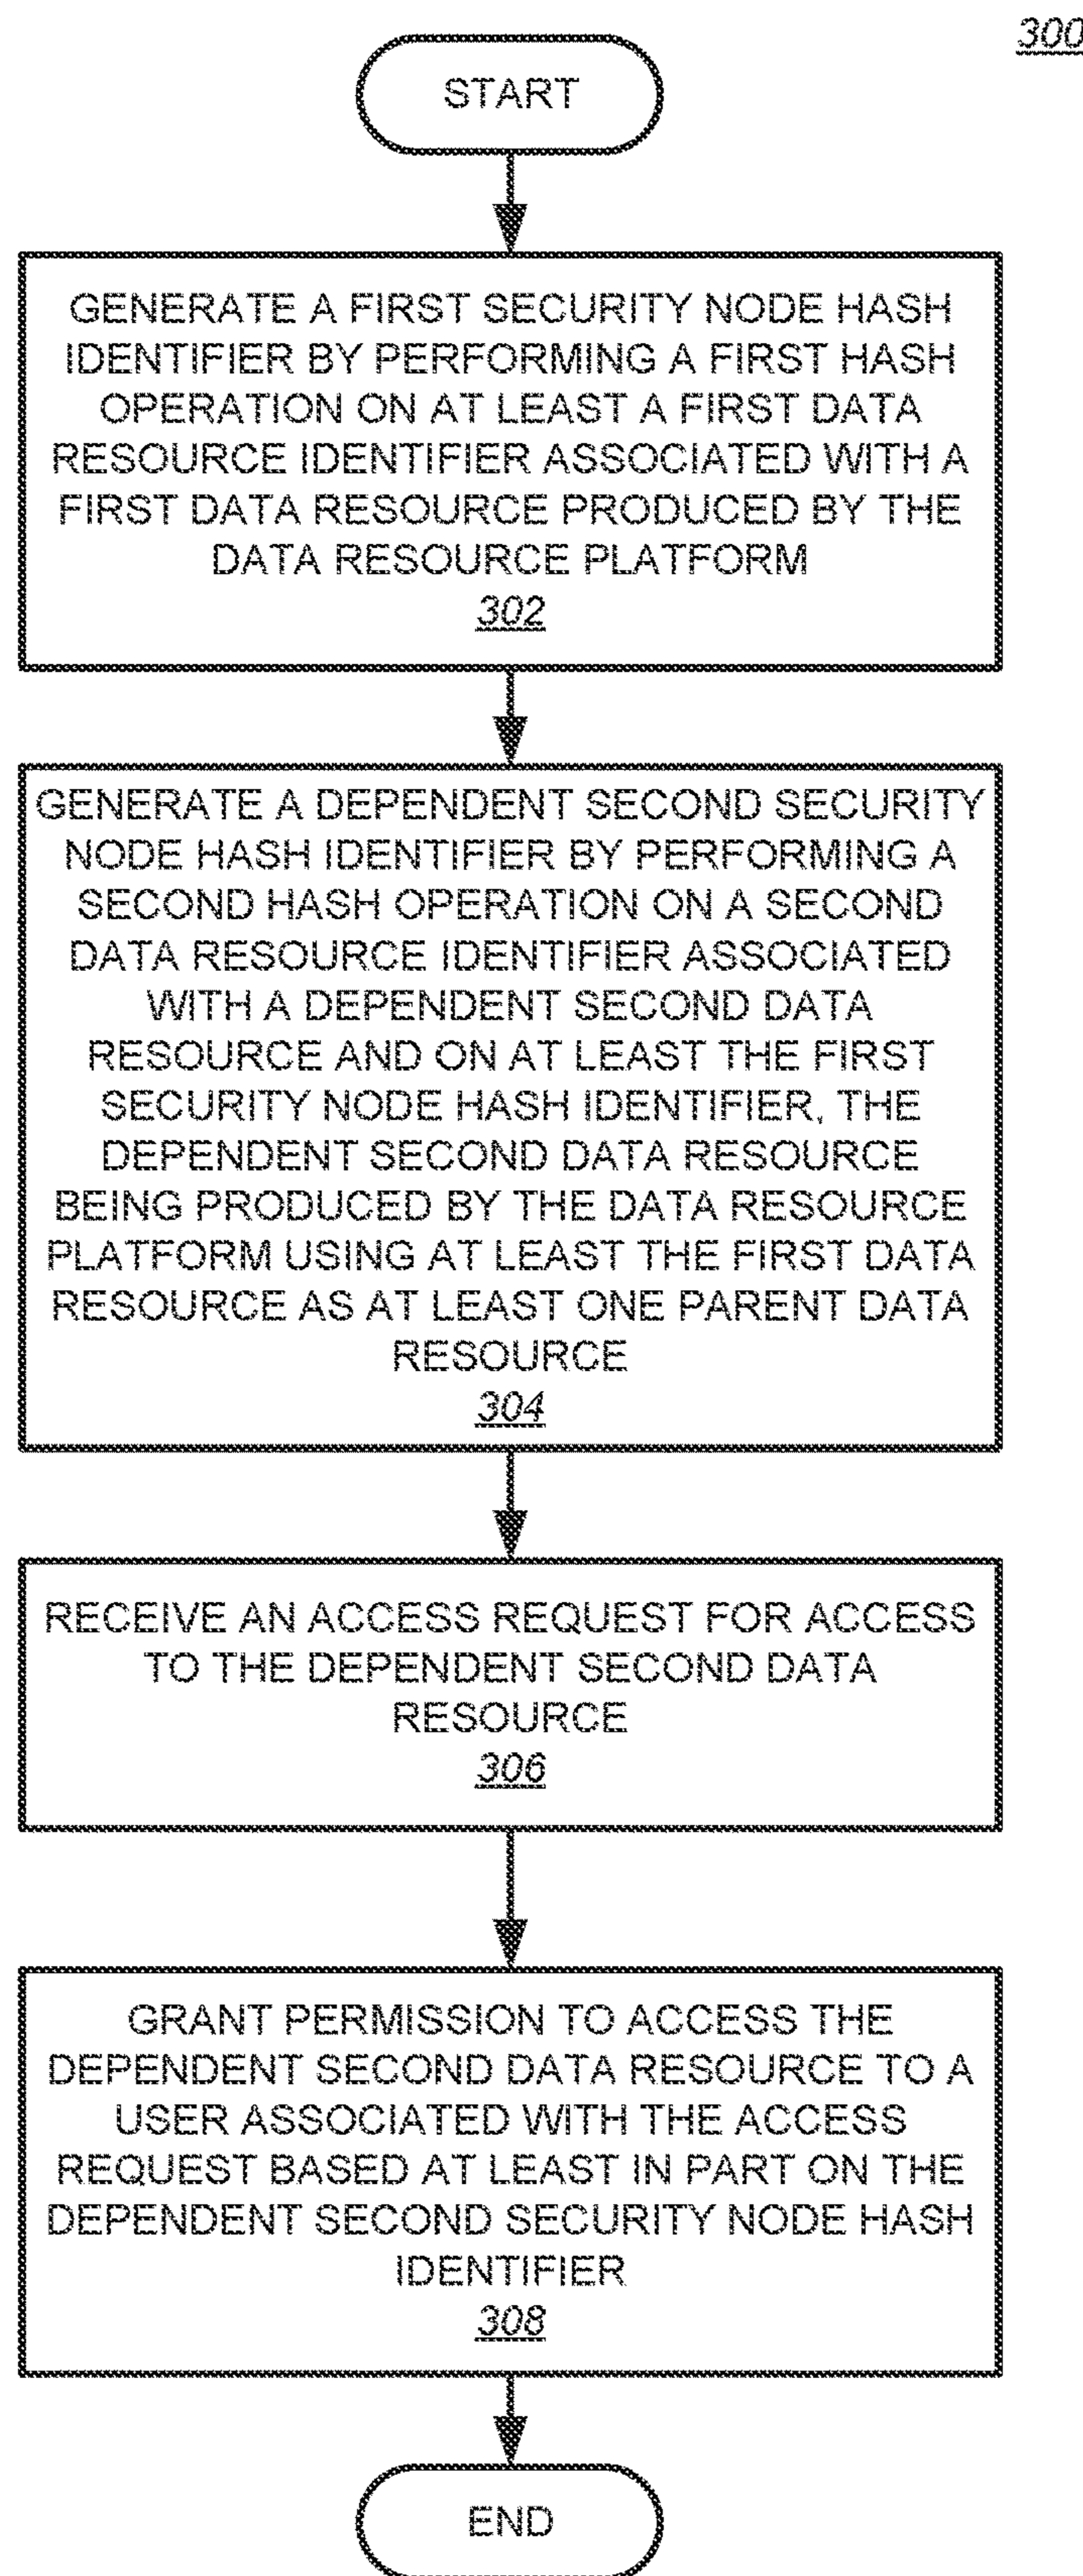 300
START
GENERATE A FIRST SECURITY NODE HASH
IDENTIFIER BY PERFORMING A FIRST HASH
OPERATION ON AT LEAST A FIRST DATA
RESOURCE IDENTIFIER ASSOCIATED WITH A
FIRST DATA RESOURCE PRODUCED BY THE
DATA RESOURCE PLATFORM
302
GENERATE A DEPENDENT SECOND SECURITY
NODE HASH IDENTIFIER BY PERFORMING A
SECOND HASH OPERATION ON A SECOND
DATA RESOURCE IDENTIFIER ASSOCIATED
WITH A DEPENDENT SECOND DATA
RESOURCE AND ON AT LEAST THE FIRST
SECURITY NODE HASH IDENTIFIER, THE
DEPENDENT SECOND DATA RESOURCE
BEING PRODUCED BY THE DATA RESOURCE
PLATFORM USING AT LEAST THE FIRST DATA
RESOURCE AS AT LEAST ONE PARENT DATA
RESOURCE
304
RECEIVE AN ACCESS REQUEST FOR ACCESS
TO THE DEPENDENT SECOND DATA
RESOURCE
306
GRANT PERMISSION TO ACCESS THE
DEPENDENT SECOND DATA RESOURCE TO A
USER ASSOCIATED WITH THE ACCESS
REQUEST BASED AT LEAST IN PART ON THE
DEPENDENT SECOND SECURITY NODE HASH
IDENTIFIER
308
END